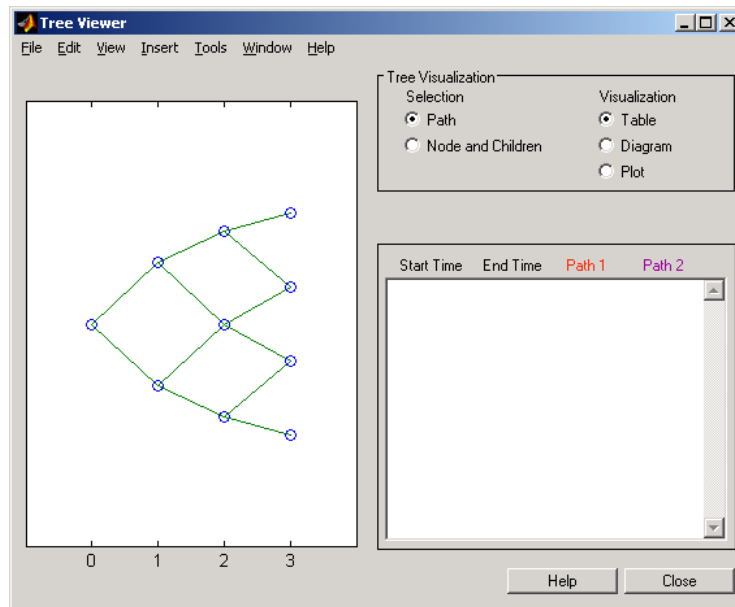 Tree Viewer
File Edit View Insert Tools Window Help
Tree Visualization
Selection Visualization
Path Table
Node and Children Diagram
Plot
Start Time End Time Path 1 Path 2
0 1 2 3
Help Close